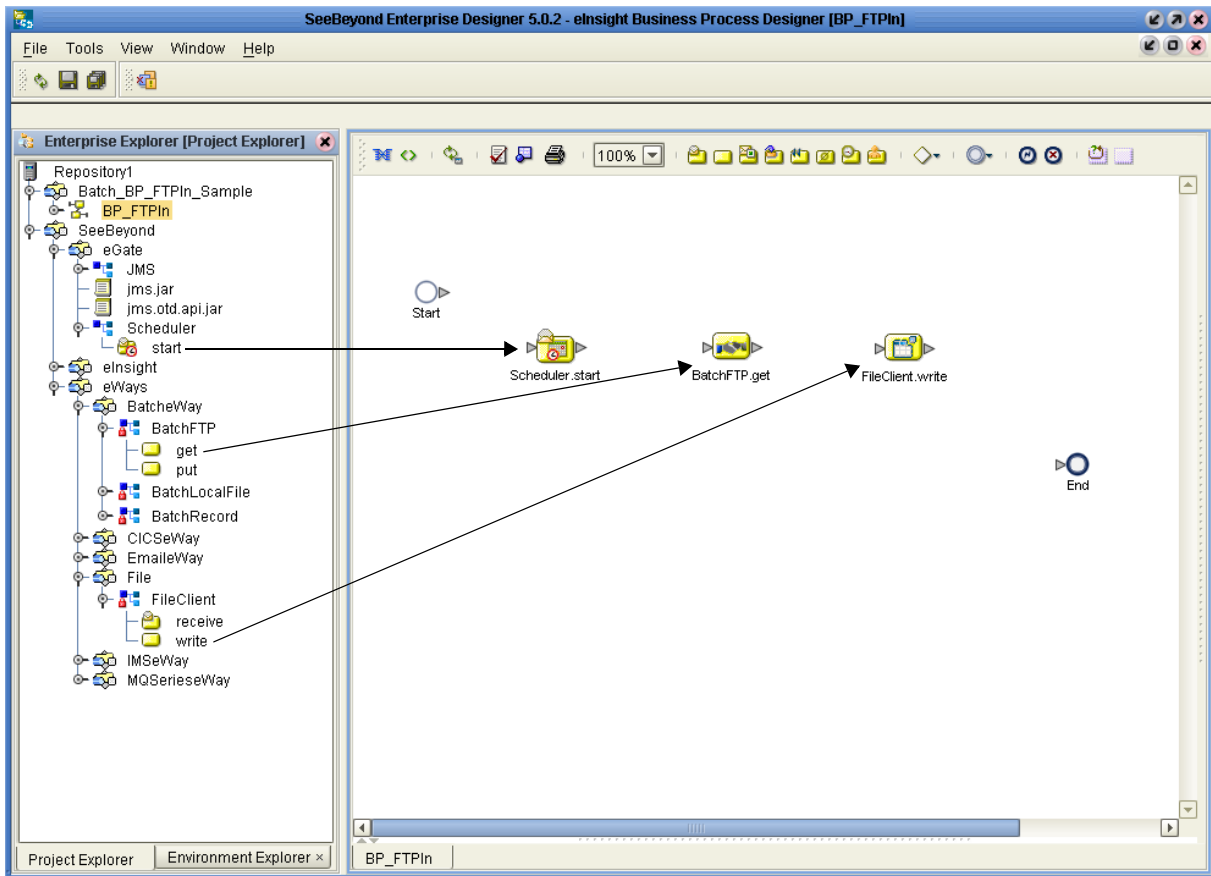 SeeBeyond Enterprise Designer 5.0.2 - eInsight Business Process Designer [BP_FTPIn]
File Tools View Window Help
Enterprise Explorer [Project Explorer]
Repository1
Batch_BP_FTPIn_Sample
BP_FTPIn
SeeBeyond
eGate
JMS
jms.jar
jms.otd.api.jar
Scheduler
start
eInsight
eWays
BatcheWay
BatchFTP
get
put
BatchLocalFile
BatchRecord
CICSeWay
EmaileWay
File
FileClient
receive
write
IMSeWay
MQSerieseWay
Project Explorer
Environment Explorer ×
100%
Start
Scheduler.start
BatchFTP.get
FileClient.write
End
BP_FTPIn